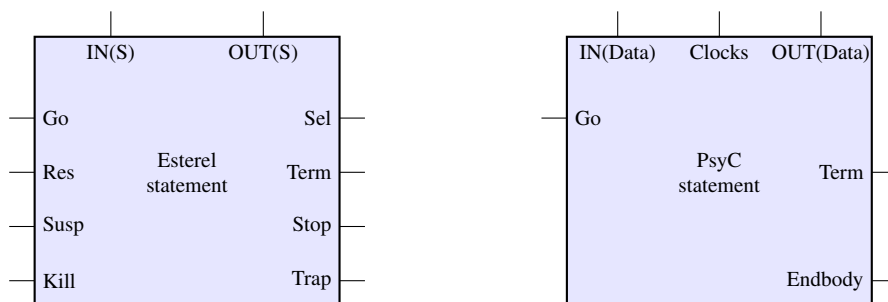 IN(S) OUT(S)
Go Sel
Res Esterel Term
statement
Susp Stop
Kill Trap
IN(Data) Clocks OUT(Data)
Go
PsyC Term
statement
Endbody